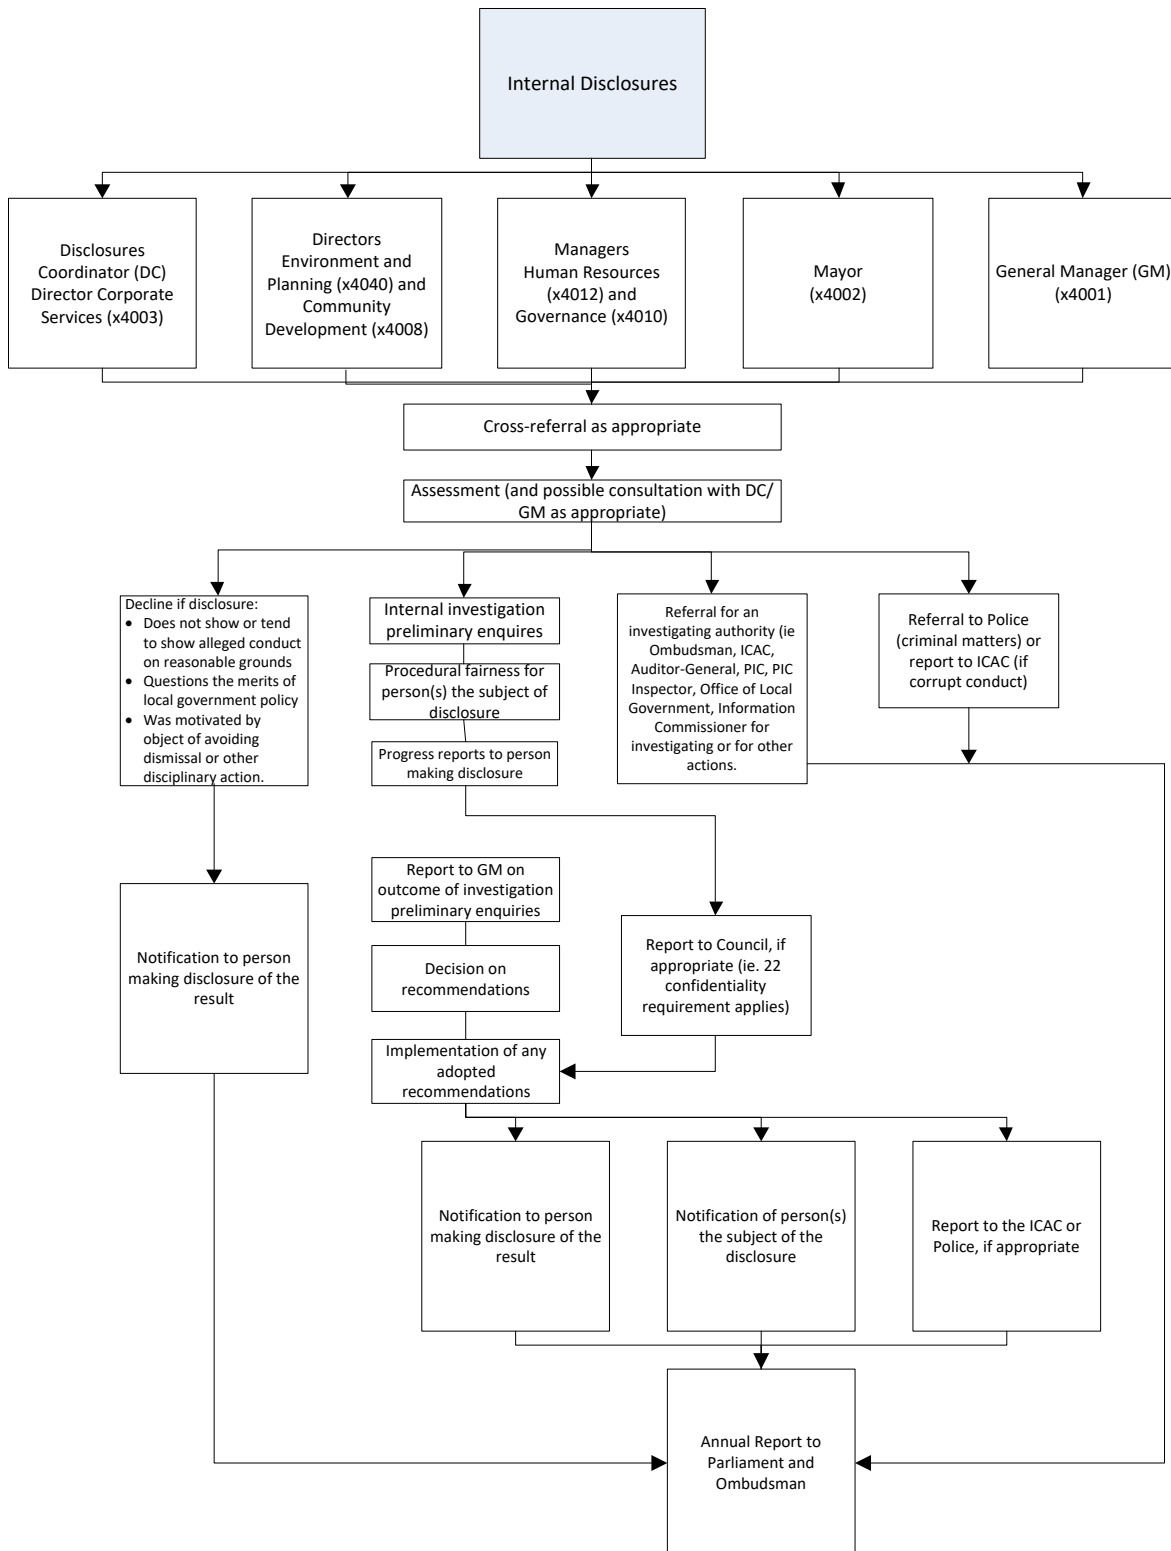 Internal Disclosures
Disclosures
Coordinator (DC)
Director Corporate
Services (x4003)
Directors
Environment and
Planning (x4040) and
Community
Development (x4008)
Managers
Human Resources
(x4012) and
Governance (x4010)
Mayor
(x4002)
General Manager (GM)
(x4001)
Cross-referral as appropriate
Assessment (and possible consultation with DC/
GM as appropriate)
Decline if disclosure:
• Does not show or tend
to show alleged conduct
on reasonable grounds
• Questions the merits of
local government policy
• Was motivated by
object of avoiding
dismissal or other
disciplinary action.
Internal investigation
preliminary enquires
Procedural fairness for
person(s) the subject of
disclosure
Progress reports to person
making disclosure
Referral for an
investigating authority (ie
Ombudsman, ICAC,
Auditor-General, PIC, PIC
Inspector, Office of Local
Government, Information
Commissioner for
investigating or for other
actions.
Referral to Police
(criminal matters) or
report to ICAC (if
corrupt conduct)
Notification to person
making disclosure of the
result
Report to GM on
outcome of investigation
preliminary enquiries
Decision on
recommendations
Implementation of any
adopted
recommendations
Report to Council, if
appropriate (ie. 22
confidentiality
requirement applies)
Notification to person
making disclosure of the
result
Notification of person(s)
the subject of the
disclosure
Report to the ICAC or
Police, if appropriate
Annual Report to
Parliament and
Ombudsman